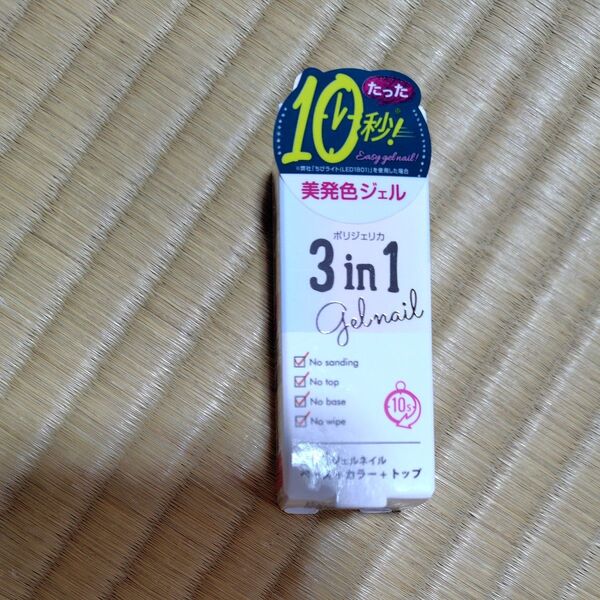 たった
10秒!
Easy gel nail!
※弊社「ちびライト(LED1801)」を使用した場合
美発色ジェル
ポリジェリカ
3in1
gel nail
No sanding
No top
No base
No wipe
10s
ジェルネイル
カラー+トップ